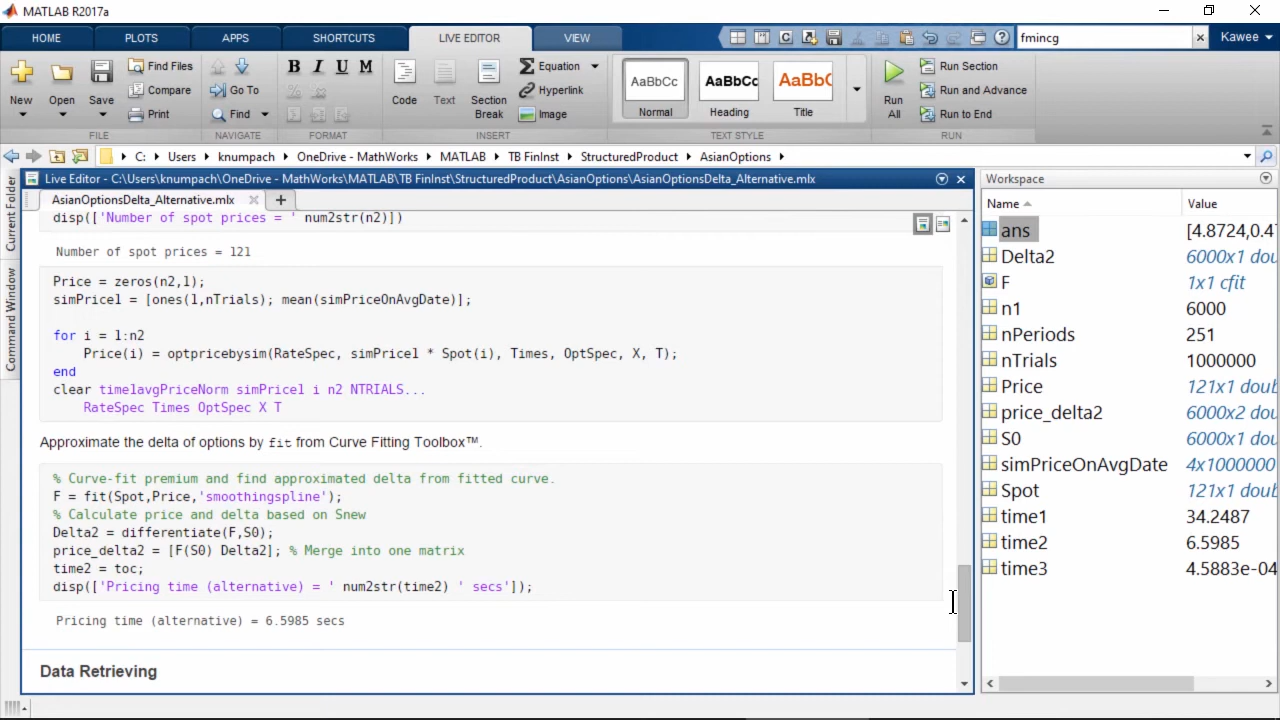 MATLAB R2017a
HOME PLOTS APPS SHORTCUTS LIVE EDITOR VIEW fmincg Kawee
New Open Save Find Files Compare Print Go To Find B I U M Code Text Section Break Equation Hyperlink Image AaBbCc Normal AaBbCc Heading AaBbC Title Run All Run Section Run and Advance Run to End
FILE NAVIGATE FORMAT INSERT TEXT STYLE RUN
C: Users knumpach OneDrive - MathWorks MATLAB TB FinInst StructuredProduct AsianOptions
Current Folder
Command Window
Live Editor - C:\Users\knumpach\OneDrive - MathWorks\MATLAB\TB FinInst\StructuredProduct\AsianOptions\AsianOptionsDelta_Alternative.mlx
AsianOptionsDelta_Alternative.mlx
disp(['Number of spot prices = ' num2str(n2)])
Number of spot prices = 121
Price = zeros(n2,1);
simPrice1 = [ones(1,nTrials); mean(simPriceOnAvgDate)];
for i = 1:n2
Price(i) = optpricebysim(RateSpec, simPrice1 * Spot(i), Times, OptSpec, X, T);
end
clear time1avgPriceNorm simPrice1 i n2 NTRIALS...
RateSpec Times OptSpec X T
Approximate the delta of options by fit from Curve Fitting Toolbox™.
% Curve-fit premium and find approximated delta from fitted curve.
F = fit(Spot,Price,'smoothingspline');
% Calculate price and delta based on Snew
Delta2 = differentiate(F,S0);
price_delta2 = [F(S0) Delta2]; % Merge into one matrix
time2 = toc;
disp(['Pricing time (alternative) = ' num2str(time2) ' secs']);
Pricing time (alternative) = 6.5985 secs
Data Retrieving
Workspace
Name Value
ans [4.8724,0.47
Delta2 6000x1 dou
F 1x1 cfit
n1 6000
nPeriods 251
nTrials 1000000
Price 121x1 doub
price_delta2 6000x2 dou
S0 6000x1 dou
simPriceOnAvgDate 4x1000000
Spot 121x1 doub
time1 34.2487
time2 6.5985
time3 4.5883e-04